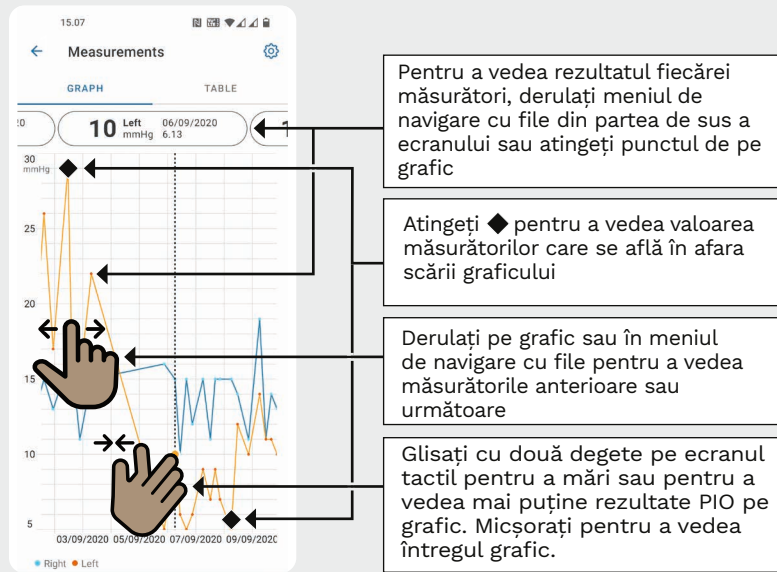 15.07
Measurements
GRAPH TABLE
20
10 Left 06/09/2020
mmHg 6.13
1
30
mmHg
25
20
15
10
5
03/09/2020 05/09/2020 07/09/2020 09/09/2020
Right Left
Pentru a vedea rezultatul fiecărei
măsurători, derulați meniul de
navigare cu file din partea de sus a
ecranului sau atingeți punctul de pe
grafic
Atingeți ◆ pentru a vedea valoarea
măsurătorilor care se află în afara
scării graficului
Derulați pe grafic sau în meniul
de navigare cu file pentru a vedea
măsurătorile anterioare sau
următoare
Glisați cu două degete pe ecranul
tactil pentru a mări sau pentru a
vedea mai puține rezultate PIO pe
grafic. Micșorați pentru a vedea
întregul grafic.